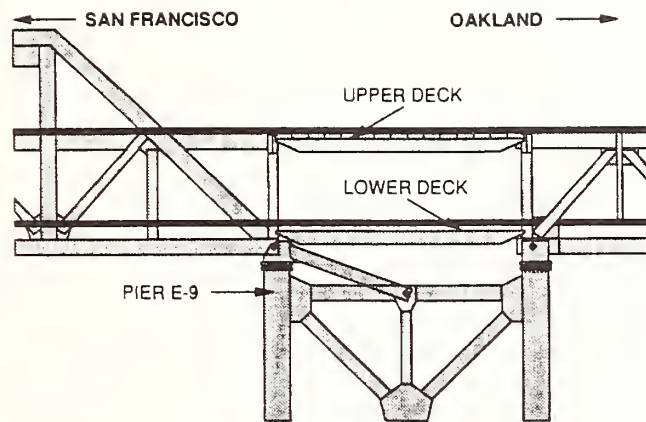 SAN FRANCISCO
OAKLAND
UPPER DECK
LOWER DECK
PIER E-9